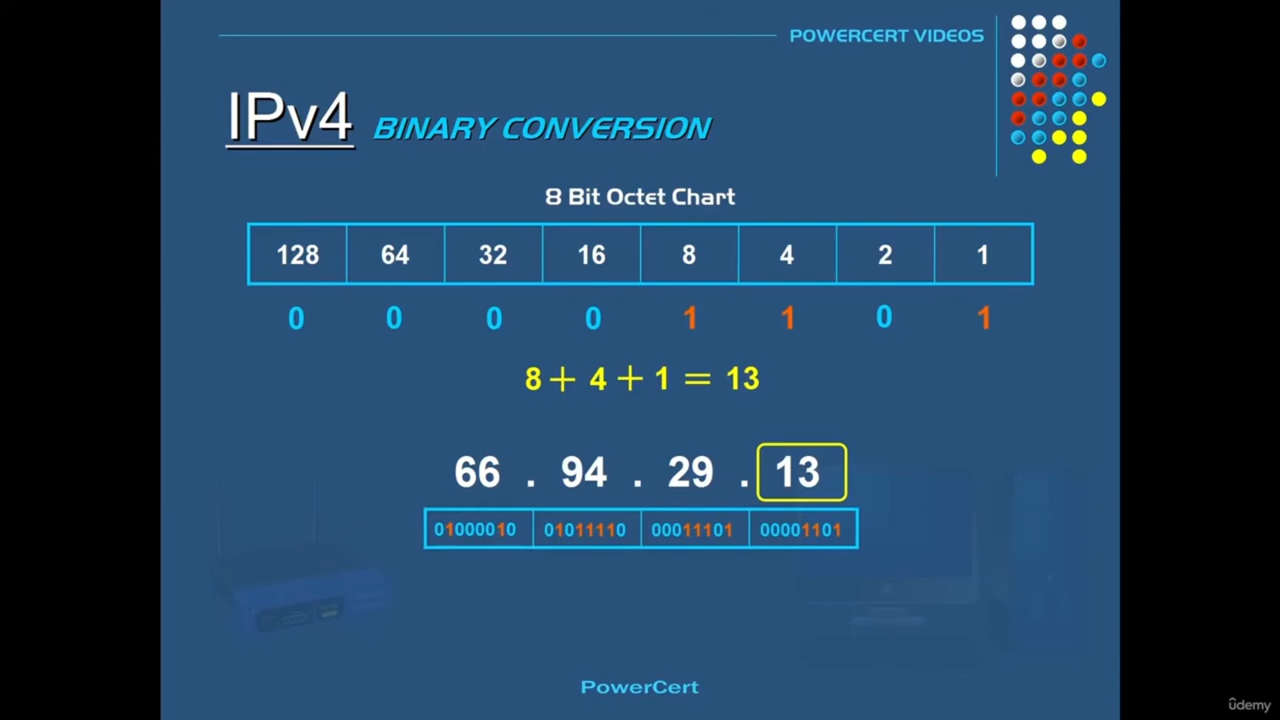 POWERCERT VIDEOS
IPv4 BINARY CONVERSION
8 Bit Octet Chart
128 64 32 16 8 4 2 1
0 0 0 0 1 1 0 1
8 + 4 + 1 = 13
66 . 94 . 29 . 13
01000010 01011110 00011101 00001101
PowerCert
ûdemy